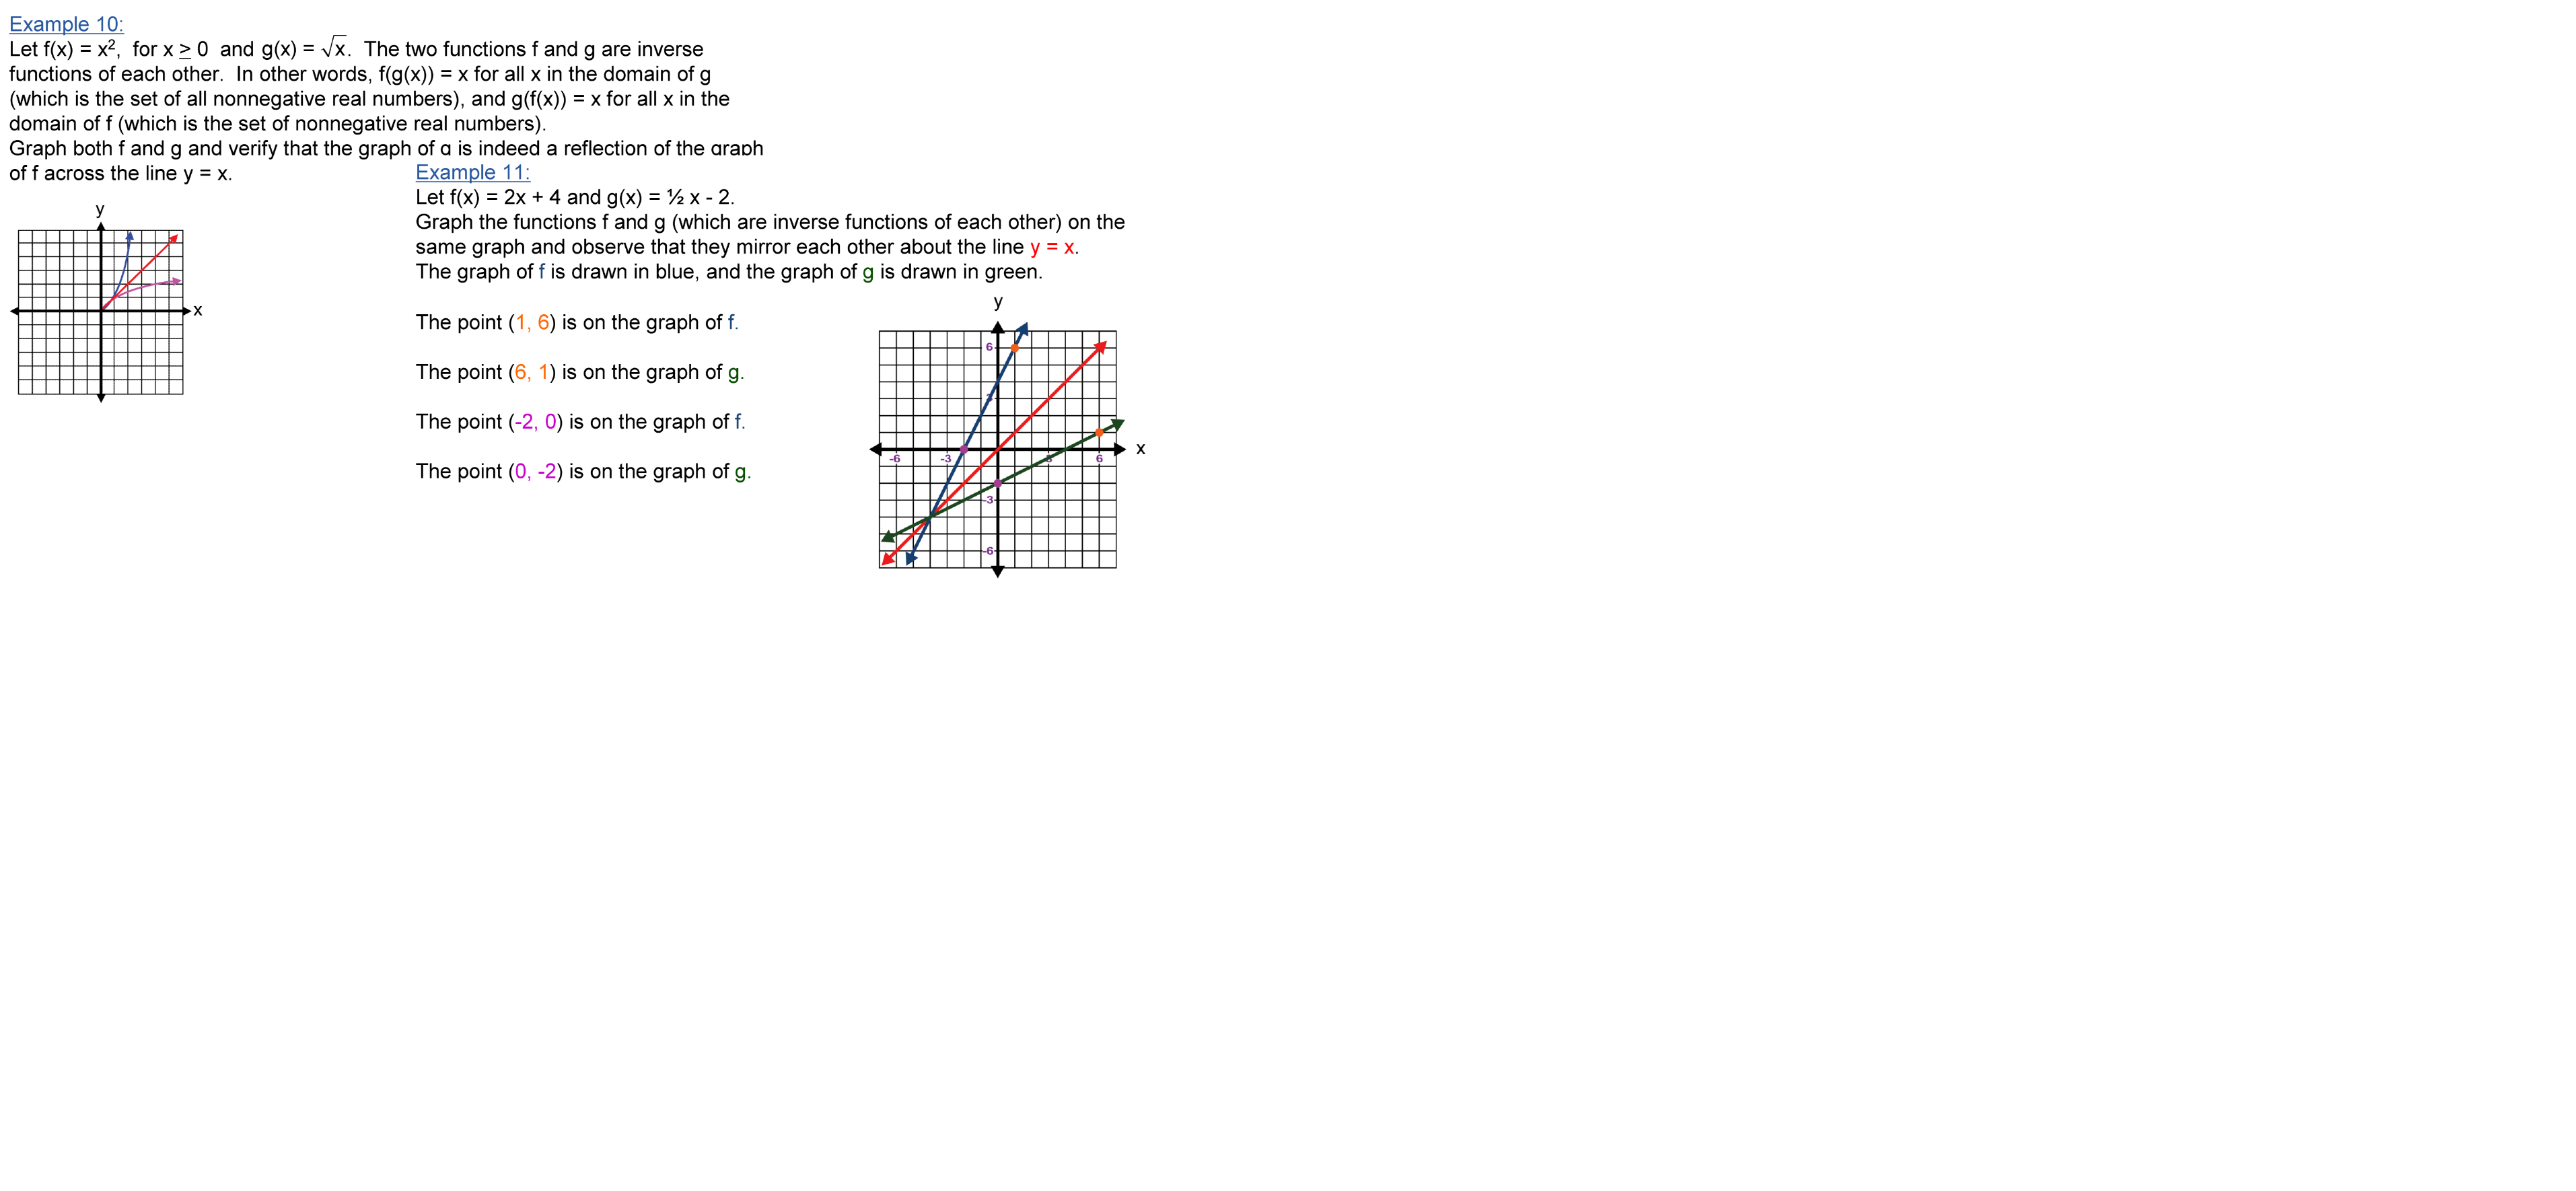 Example 10:
Let f(x) = x², for x ≥ 0 and g(x) = √x. The two functions f and g are inverse
functions of each other. In other words, f(g(x)) = x for all x in the domain of g
(which is the set of all nonnegative real numbers), and g(f(x)) = x for all x in the
domain of f (which is the set of nonnegative real numbers).
Graph both f and g and verify that the graph of g is indeed a reflection of the graph
of f across the line y = x.
y
x
Example 11:
Let f(x) = 2x + 4 and g(x) = ½ x - 2.
Graph the functions f and g (which are inverse functions of each other) on the
same graph and observe that they mirror each other about the line y = x.
The graph of f is drawn in blue, and the graph of g is drawn in green.
The point (1, 6) is on the graph of f.
The point (6, 1) is on the graph of g.
The point (-2, 0) is on the graph of f.
The point (0, -2) is on the graph of g.
y
6
x
-6 -3 6
-3
-6